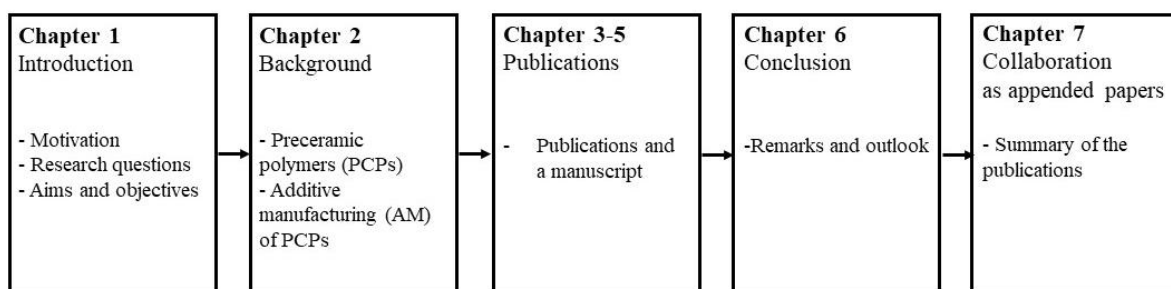 Chapter 1
Introduction
- Motivation
- Research questions
- Aims and objectives
Chapter 2
Background
- Preceramic
polymers (PCPs)
- Additive
manufacturing (AM)
of PCPs
Chapter 3-5
Publications
- Publications and
a manuscript
Chapter 6
Conclusion
-Remarks and outlook
Chapter 7
Collaboration
as appended papers
- Summary of the
publications